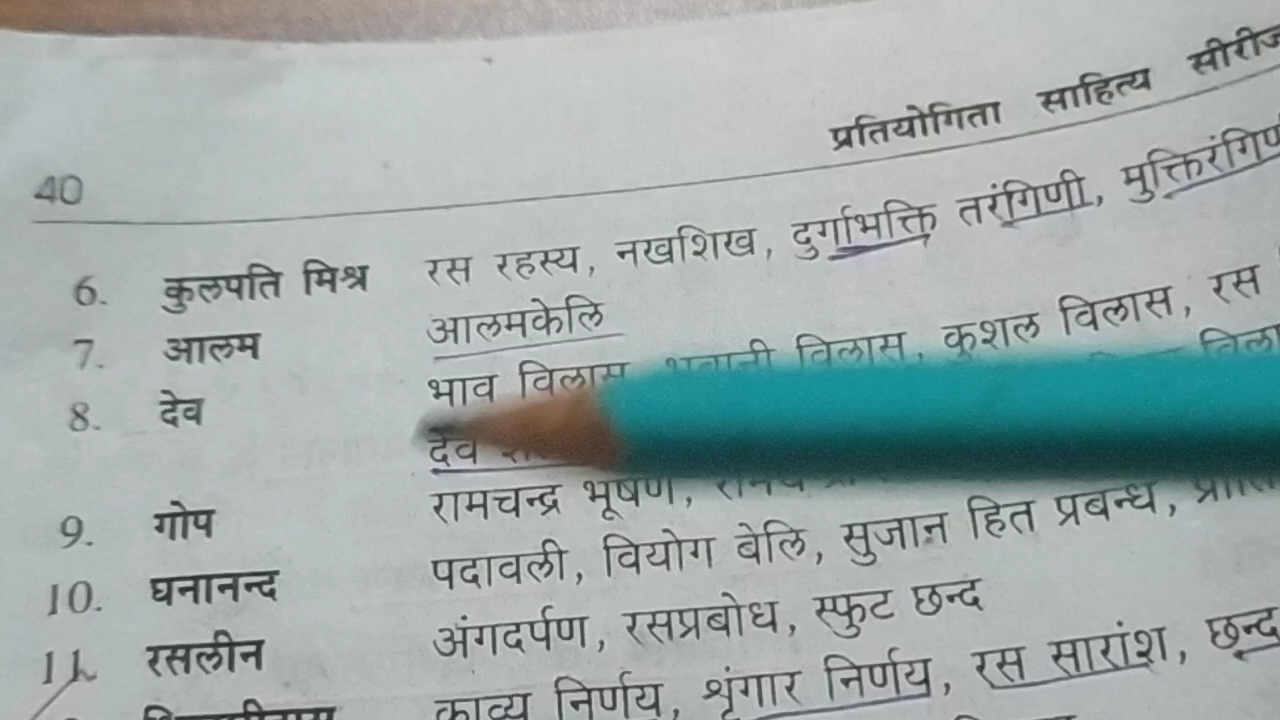 प्रतियोगिता साहित्य सीरीज
40
6. कुलपति मिश्र रस रहस्य, नखशिख, दुर्गाभक्ति तरंगिणी, मुक्तिरंगिणी
7. आलम आलमकेलि
8. देव भाव विलास, भवानी विलास, कुशल विलास, रस
देव
9. गोप रामचन्द्र भूषण,
10. घनानन्द पदावली, वियोग बेलि, सुजान हित प्रबन्ध,
11. रसलीन अंगदर्पण, रसप्रबोध, स्फुट छन्द
काव्य निर्णय, शृंगार निर्णय, रस सारांश, छन्द